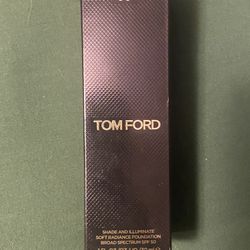 TOM FORD
SHADE AND ILLUMINATE
SOFT RADIANCE FOUNDATION
BROAD SPECTRUM SPF 50